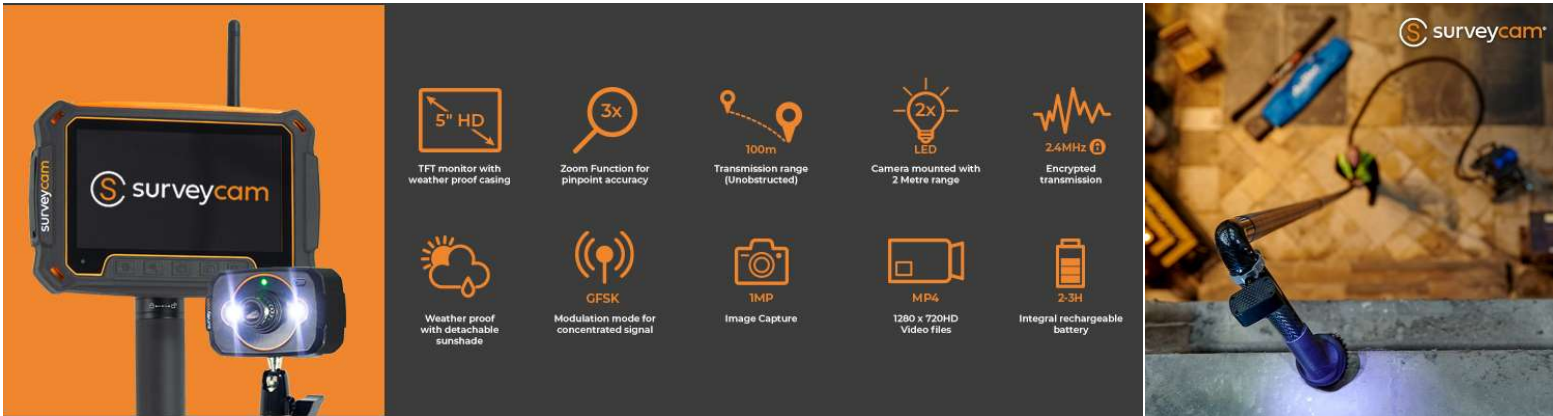 surveycam
surveycam
5" HD
TFT monitor with
weather proof casing
3x
Zoom Function for
pinpoint accuracy
100m
Transmission range
(Unobstructed)
2x
LED
Camera mounted with
2 Metre range
2.4MHz
Encrypted
transmission
Weather proof
with detachable
sunshade
GFSK
Modulation mode for
concentrated signal
1MP
Image Capture
MP4
1280 x 720HD
Video files
2-3H
Integral rechargeable
battery
surveycam